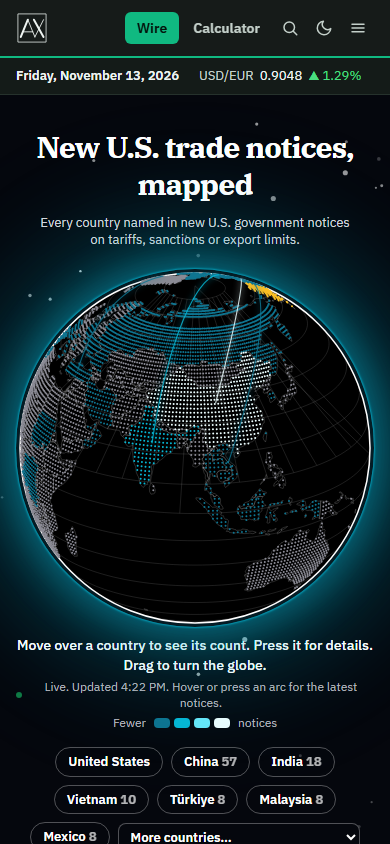 AX
Wire
Calculator
Friday, November 13, 2026 USD/EUR 0.9048 ▲ 1.29%
New U.S. trade notices,
mapped
Every country named in new U.S. government notices
on tariffs, sanctions or export limits.
Move over a country to see its count. Press it for details.
Drag to turn the globe.
Live. Updated 4:22 PM. Hover or press an arc for the latest
notices.
Fewer notices
United States China 57 India 18
Vietnam 10 Türkiye 8 Malaysia 8
Mexico 8 More countries...